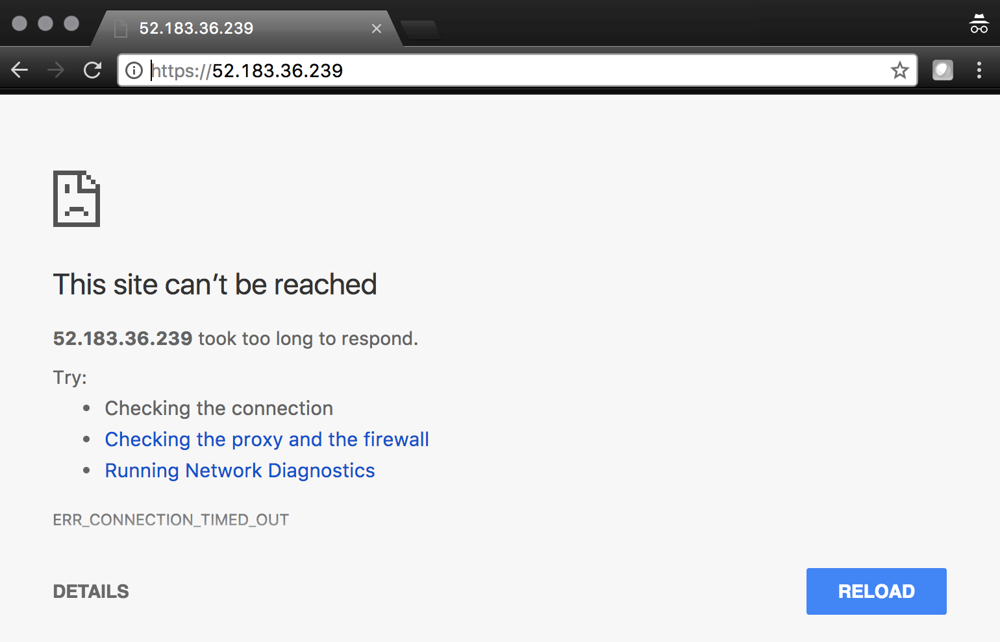 52.183.36.239
https://52.183.36.239
This site can’t be reached
52.183.36.239 took too long to respond.
Try:
• Checking the connection
• Checking the proxy and the firewall
• Running Network Diagnostics
ERR_CONNECTION_TIMED_OUT
DETAILS
RELOAD